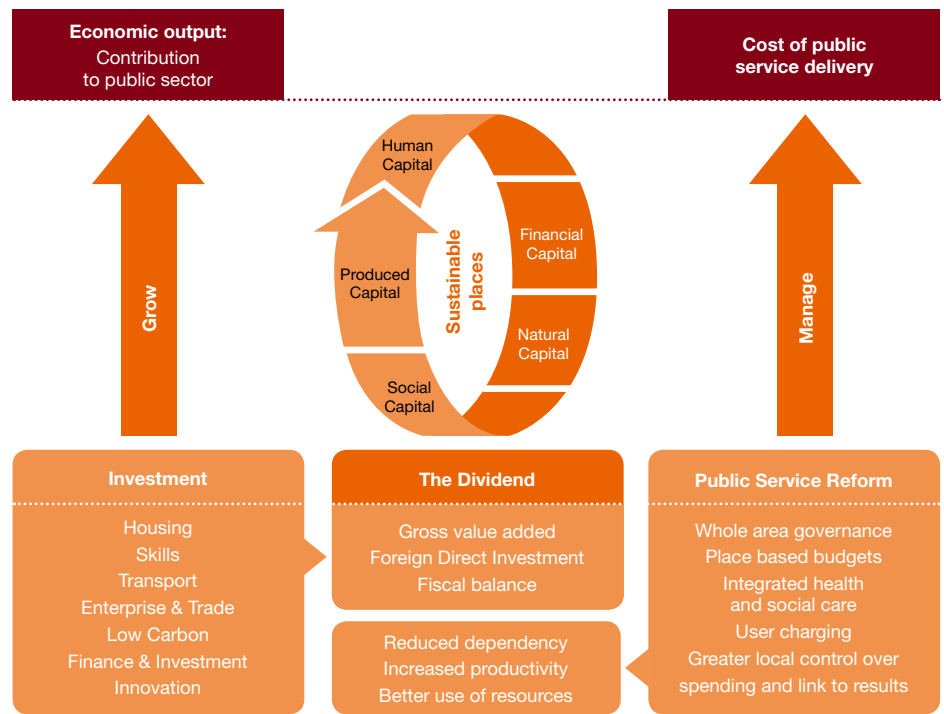 Economic output:
Contribution
to public sector
Cost of public
service delivery
Grow
Human
Capital
Produced
Capital
Social
Capital
Sustainable
places
Financial
Capital
Natural
Capital
Manage
Investment
Housing
Skills
Transport
Enterprise & Trade
Low Carbon
Finance & Investment
Innovation
The Dividend
Gross value added
Foreign Direct Investment
Fiscal balance
Reduced dependency
Increased productivity
Better use of resources
Public Service Reform
Whole area governance
Place based budgets
Integrated health
and social care
User charging
Greater local control over
spending and link to results